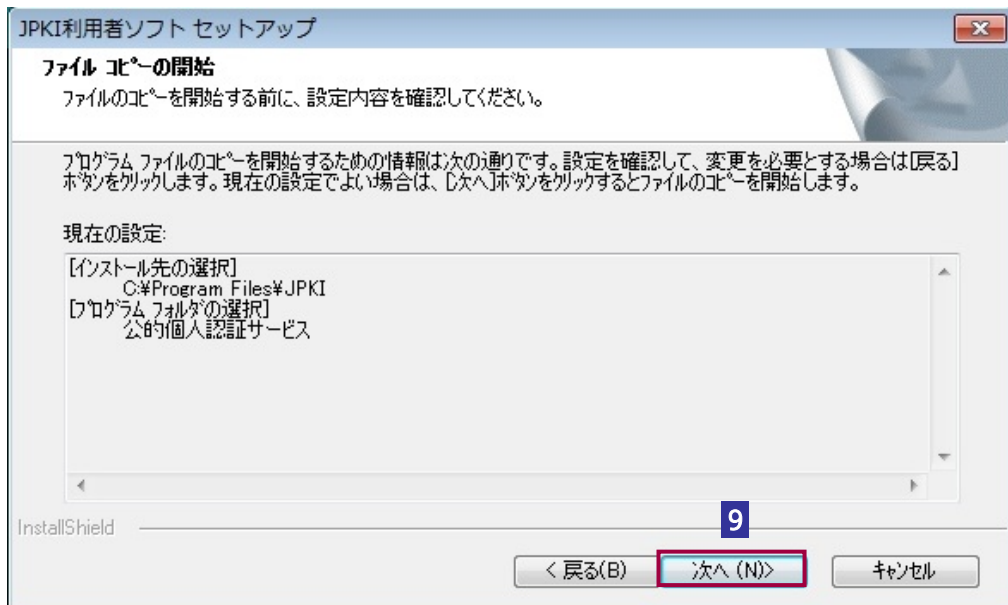 JPKI利用者ソフト セットアップ
ファイル コピーの開始
ファイルのコピーを開始する前に、設定内容を確認してください。
プログラム ファイルのコピーを開始するための情報は次の通りです。設定を確認して、変更を必要とする場合は[戻る]
ボタンをクリックします。現在の設定でよい場合は、[次へ]ボタンをクリックするとファイルのコピーを開始します。
現在の設定:
[インストール先の選択]
C:¥Program Files¥JPKI
[プログラム フォルダの選択]
公的個人認証サービス
InstallShield
9
< 戻る(B)
次へ (N)>
キャンセル